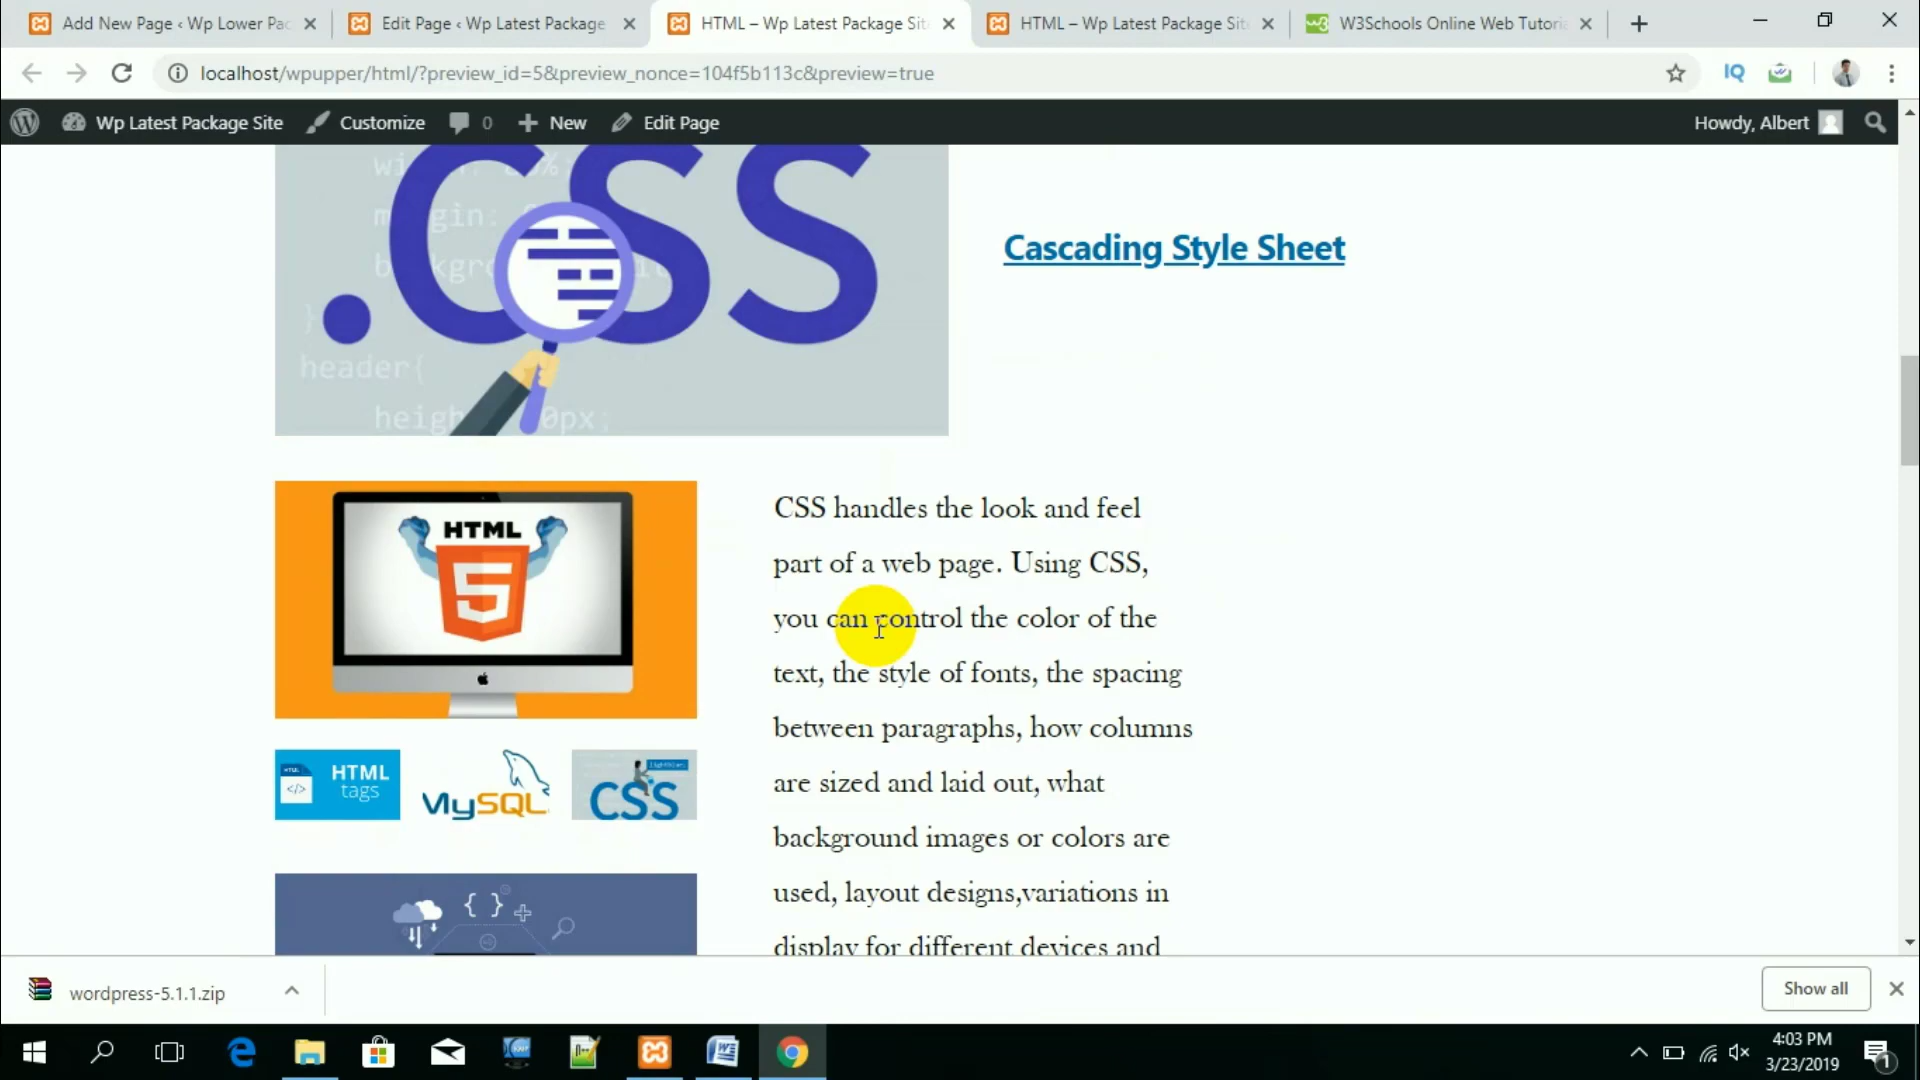 Add New Page ‹ Wp Lower Pac
Edit Page ‹ Wp Latest Package
HTML – Wp Latest Package Sit
HTML – Wp Latest Package Sit
W3Schools Online Web Tutoria
localhost/wpupper/html/?preview_id=5&preview_nonce=104f5b113c&preview=true
IQ
Wp Latest Package Site
Customize
0
New
Edit Page
Howdy, Albert
.CSS
header{
Cascading Style Sheet
HTML
5
HTML
tags
MySQL
CSS
{ }
CSS handles the look and feel
part of a web page. Using CSS,
you can control the color of the
text, the style of fonts, the spacing
between paragraphs, how columns
are sized and laid out, what
background images or colors are
used, layout designs,variations in
display for different devices and
wordpress-5.1.1.zip
Show all
4:03 PM
3/23/2019
1